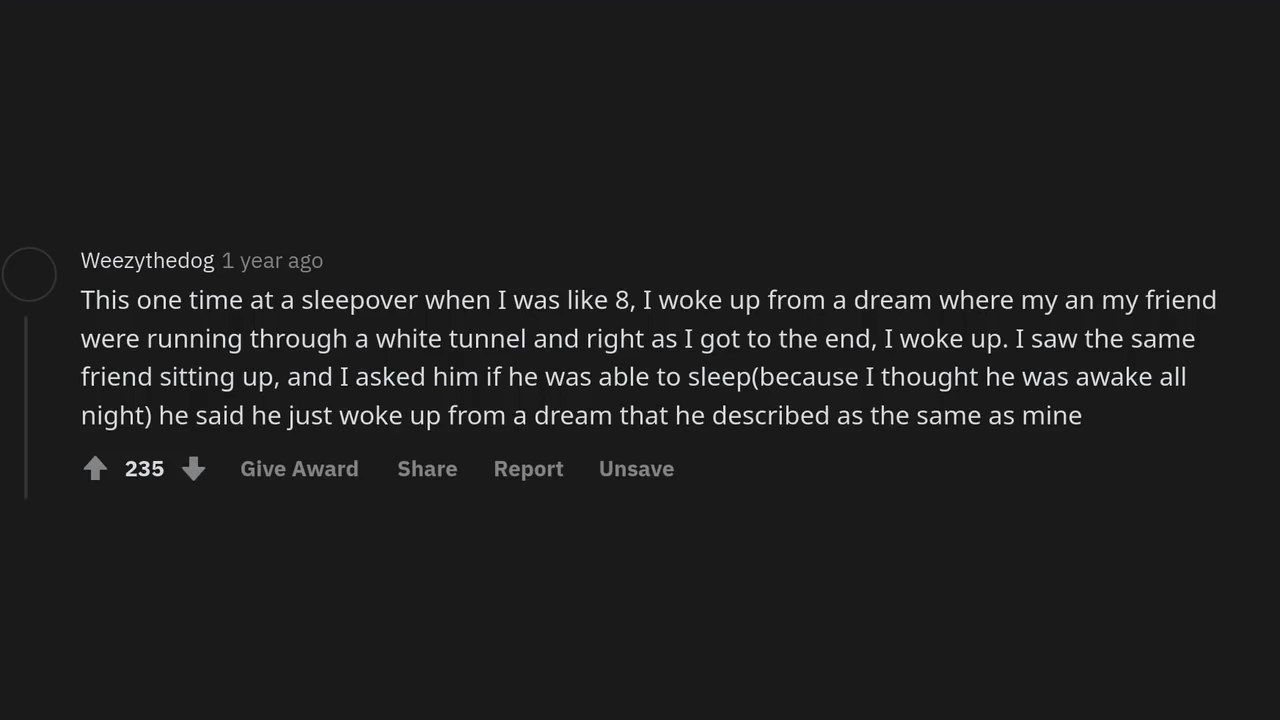 Weezythedog 1 year ago
This one time at a sleepover when I was like 8, I woke up from a dream where my an my friend
were running through a white tunnel and right as I got to the end, I woke up. I saw the same
friend sitting up, and I asked him if he was able to sleep(because I thought he was awake all
night) he said he just woke up from a dream that he described as the same as mine
235 Give Award Share Report Unsave